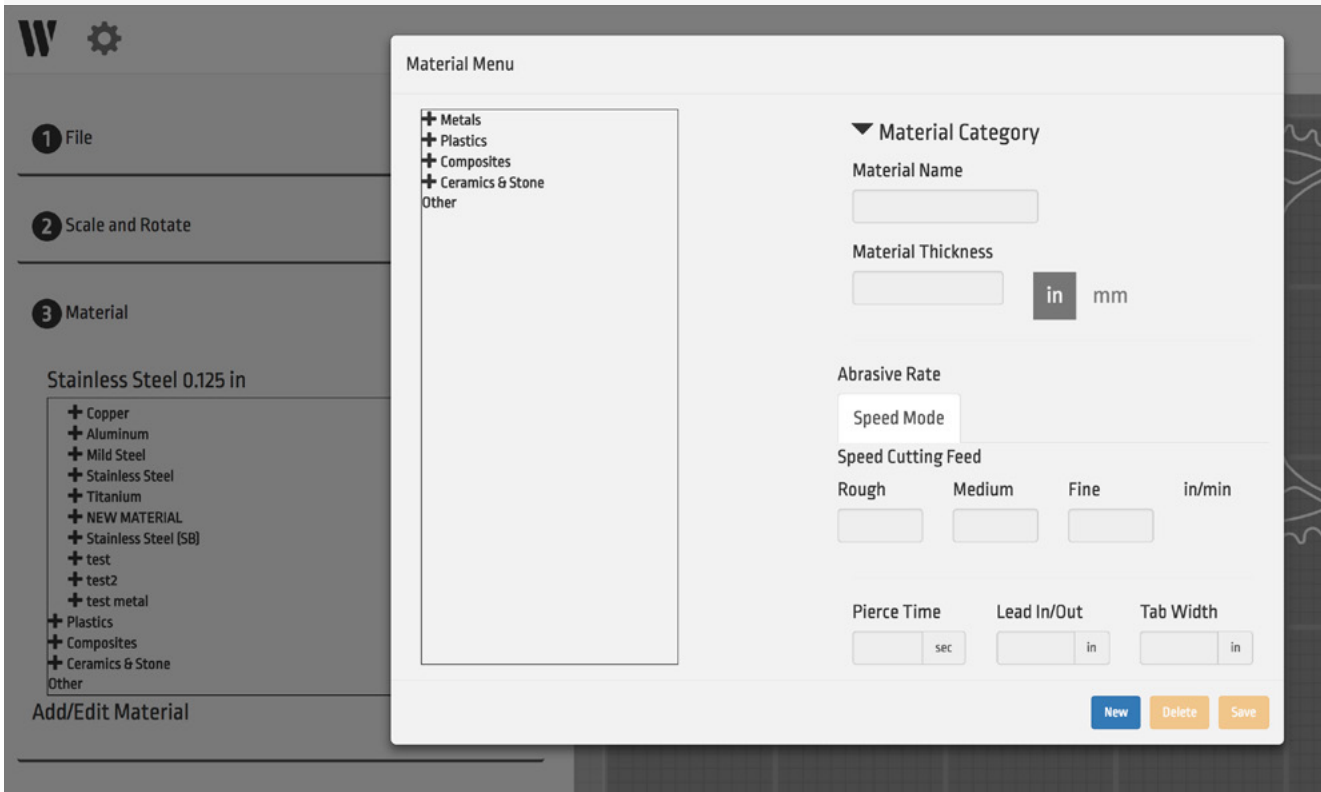 W
1 File
2 Scale and Rotate
3 Material
Stainless Steel 0.125 in
Copper
Aluminum
Mild Steel
Stainless Steel
Titanium
NEW MATERIAL
Stainless Steel (SB)
test
test2
test metal
Plastics
Composites
Ceramics & Stone
Other
Add/Edit Material
Material Menu
Metals
Plastics
Composites
Ceramics & Stone
Other
Material Category
Material Name
Material Thickness
in mm
Abrasive Rate
Speed Mode
Speed Cutting Feed
Rough Medium Fine in/min
Pierce Time Lead In/Out Tab Width
sec in in
New Delete Save